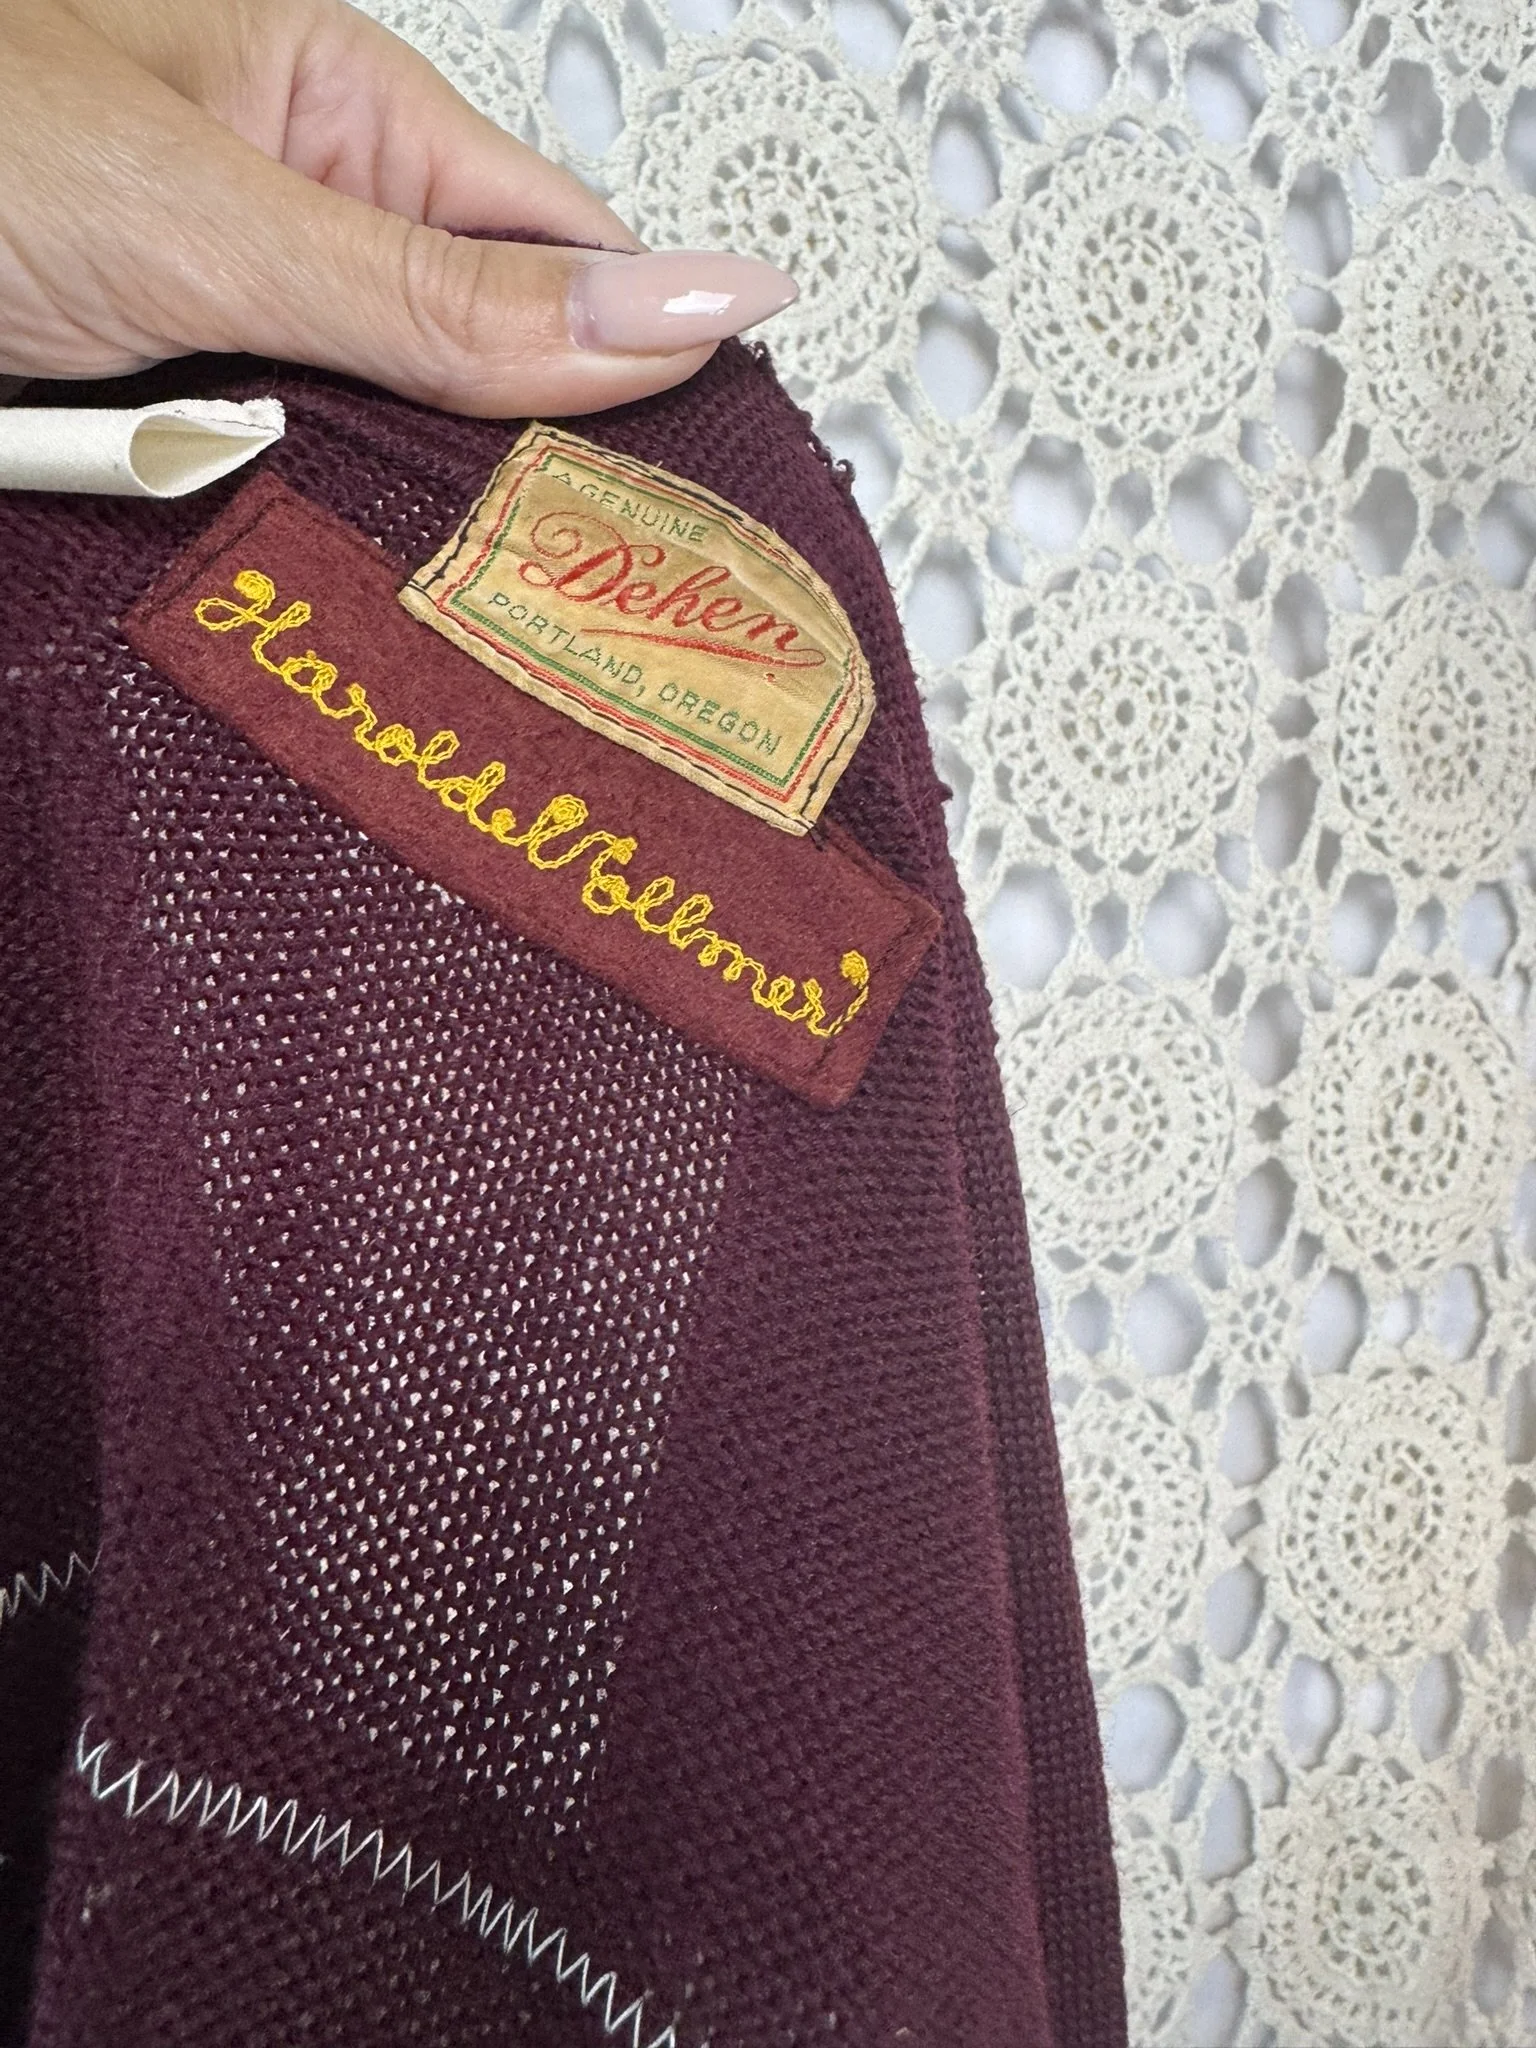 A GENUINE
Dehen
PORTLAND, OREGON
Harold Vollmer